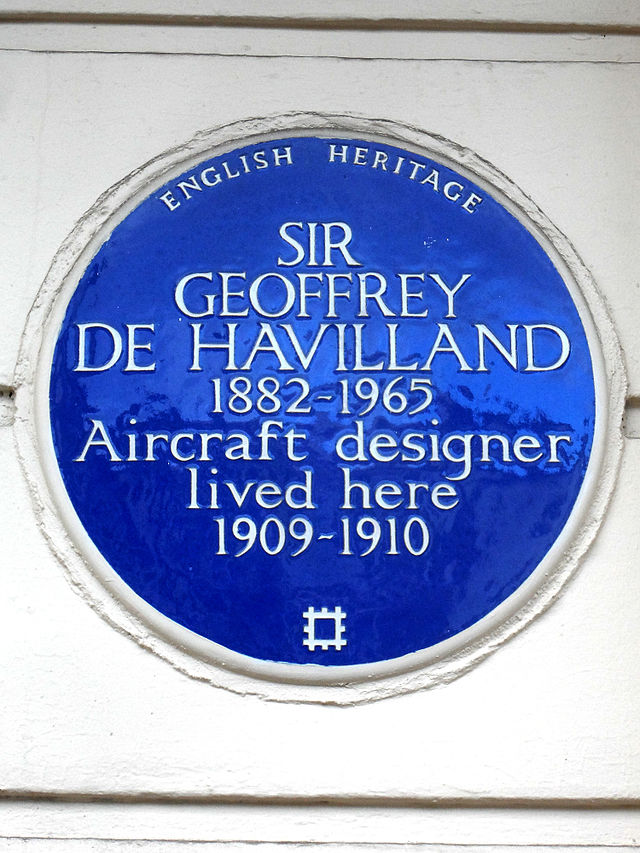 ENGLISH HERITAGE
SIR
GEOFFREY
DE HAVILLAND
1882-1965
Aircraft designer
lived here
1909-1910